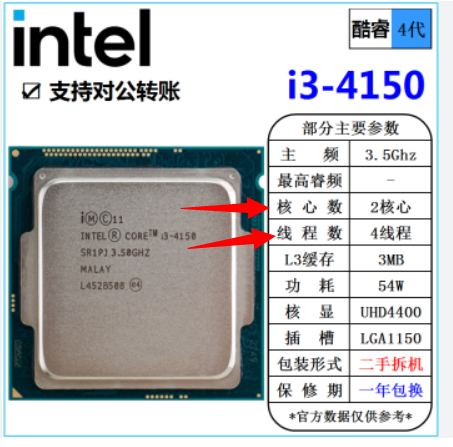 intel
酷睿 4代
支持对公转账
i3-4150
部分主要参数
主 频 3.5Ghz
最高睿频 -
核 心 数 2核心
线 程 数 4线程
L3缓存 3MB
功 耗 54W
核 显 UHD4400
插 槽 LGA1150
包装形式 二手拆机
保 修 期 一年包换
*官方数据仅供参考*
i Ⓜ Ⓒ 11
INTEL® CORE™ i3-4150
SR1PJ 3.50GHZ
MALAY
L452B508 e4